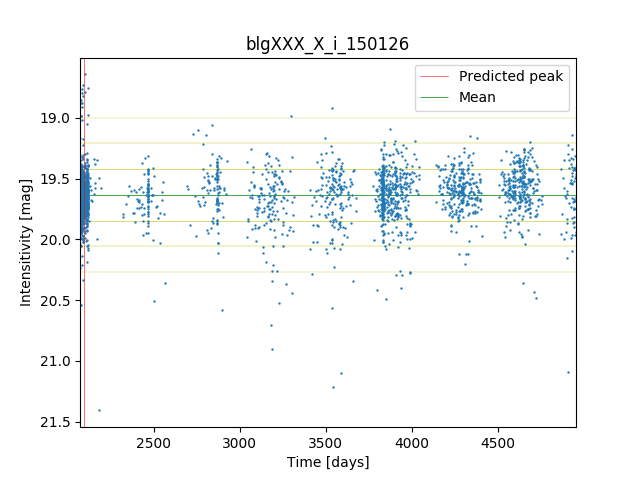 blgXXX_X_i_150126
Predicted peak
Mean
19.0
19.5
20.0
20.5
21.0
21.5
Intensitivity [mag]
2500 3000 3500 4000 4500
Time [days]